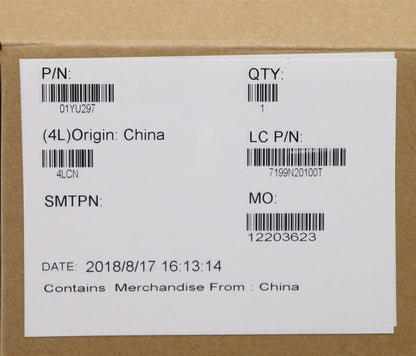 P/N: QTY:
01YU297 1
(4L)Origin: China LC P/N:
4LCN 7199N20100T
SMTPN: MO:
12203623
DATE: 2018/8/17 16:13:14
Contains Merchandise From : China